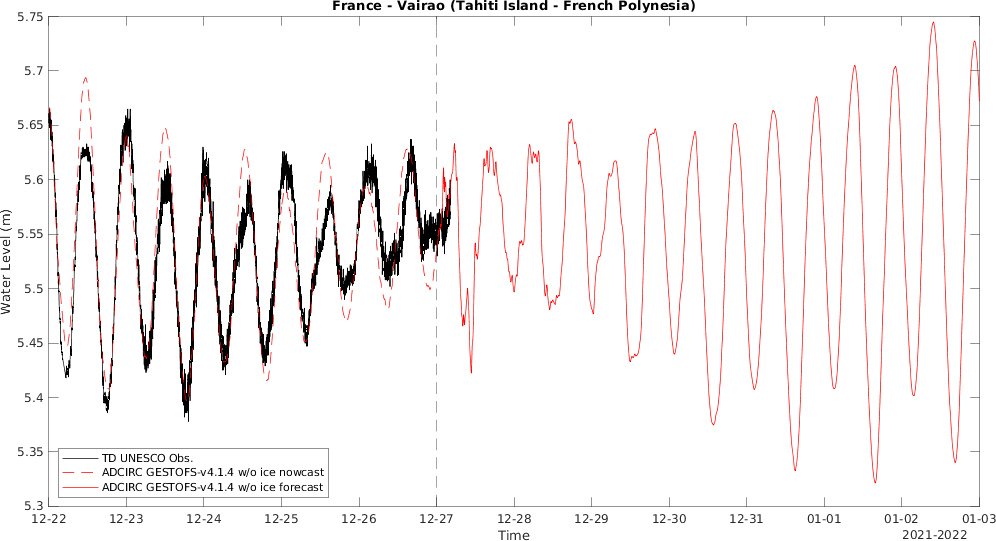 France - Vairao (Tahiti Island - French Polynesia)
5.75
5.7
5.65
5.6
5.55
5.5
5.45
5.4
5.35
5.3
Water Level (m)
TD UNESCO Obs.
ADCIRC GESTOFS-v4.1.4 w/o ice nowcast
ADCIRC GESTOFS-v4.1.4 w/o ice forecast
12-22 12-23 12-24 12-25 12-26 12-27 12-28 12-29 12-30 12-31 01-01 01-02 01-03
Time
2021-2022